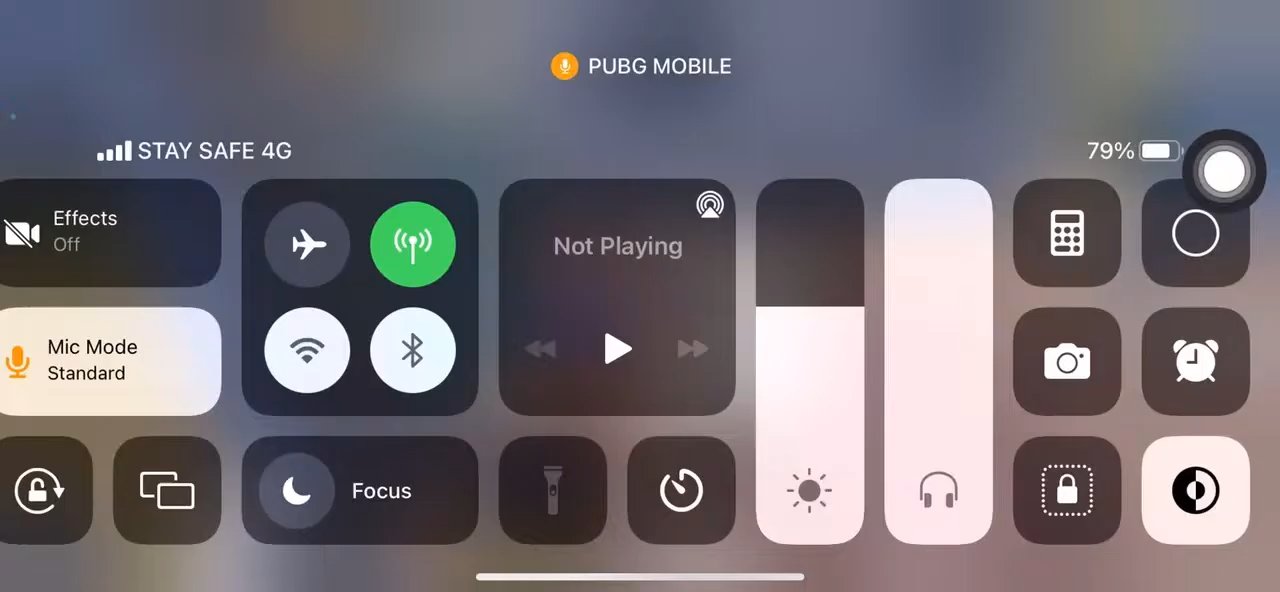 PUBG MOBILE
STAY SAFE 4G
79%
Effects
Off
Not Playing
Mic Mode
Standard
Focus